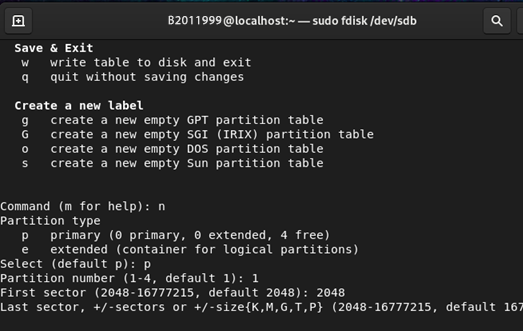 B2011999@localhost:~ — sudo fdisk /dev/sdb
Save & Exit
w   write table to disk and exit
q   quit without saving changes
Create a new label
g   create a new empty GPT partition table
G   create a new empty SGI (IRIX) partition table
o   create a new empty DOS partition table
s   create a new empty Sun partition table
Command (m for help): n
Partition type
p   primary (0 primary, 0 extended, 4 free)
e   extended (container for logical partitions)
Select (default p): p
Partition number (1-4, default 1): 1
First sector (2048-16777215, default 2048): 2048
Last sector, +/-sectors or +/-size{K,M,G,T,P} (2048-16777215, default 167